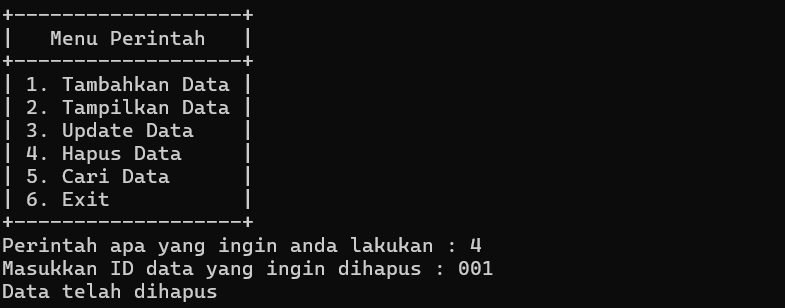 +-------------------+
|   Menu Perintah   |
+-------------------+
| 1. Tambahkan Data |
| 2. Tampilkan Data |
| 3. Update Data    |
| 4. Hapus Data     |
| 5. Cari Data      |
| 6. Exit           |
+-------------------+
Perintah apa yang ingin anda lakukan : 4
Masukkan ID data yang ingin dihapus : 001
Data telah dihapus